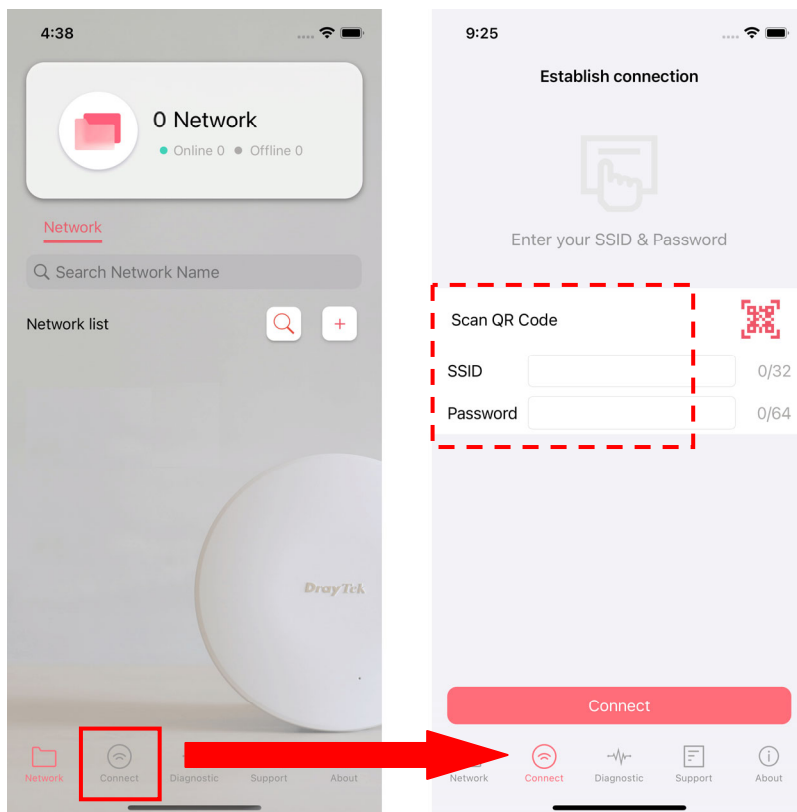 4:38
0 Network
Online 0 Offline 0
Network
Search Network Name
Network list
+
DrayTek
Network Connect Diagnostic Support About
9:25
Establish connection
Enter your SSID & Password
Scan QR Code
SSID 0/32
Password 0/64
Connect
Network Connect Diagnostic Support About